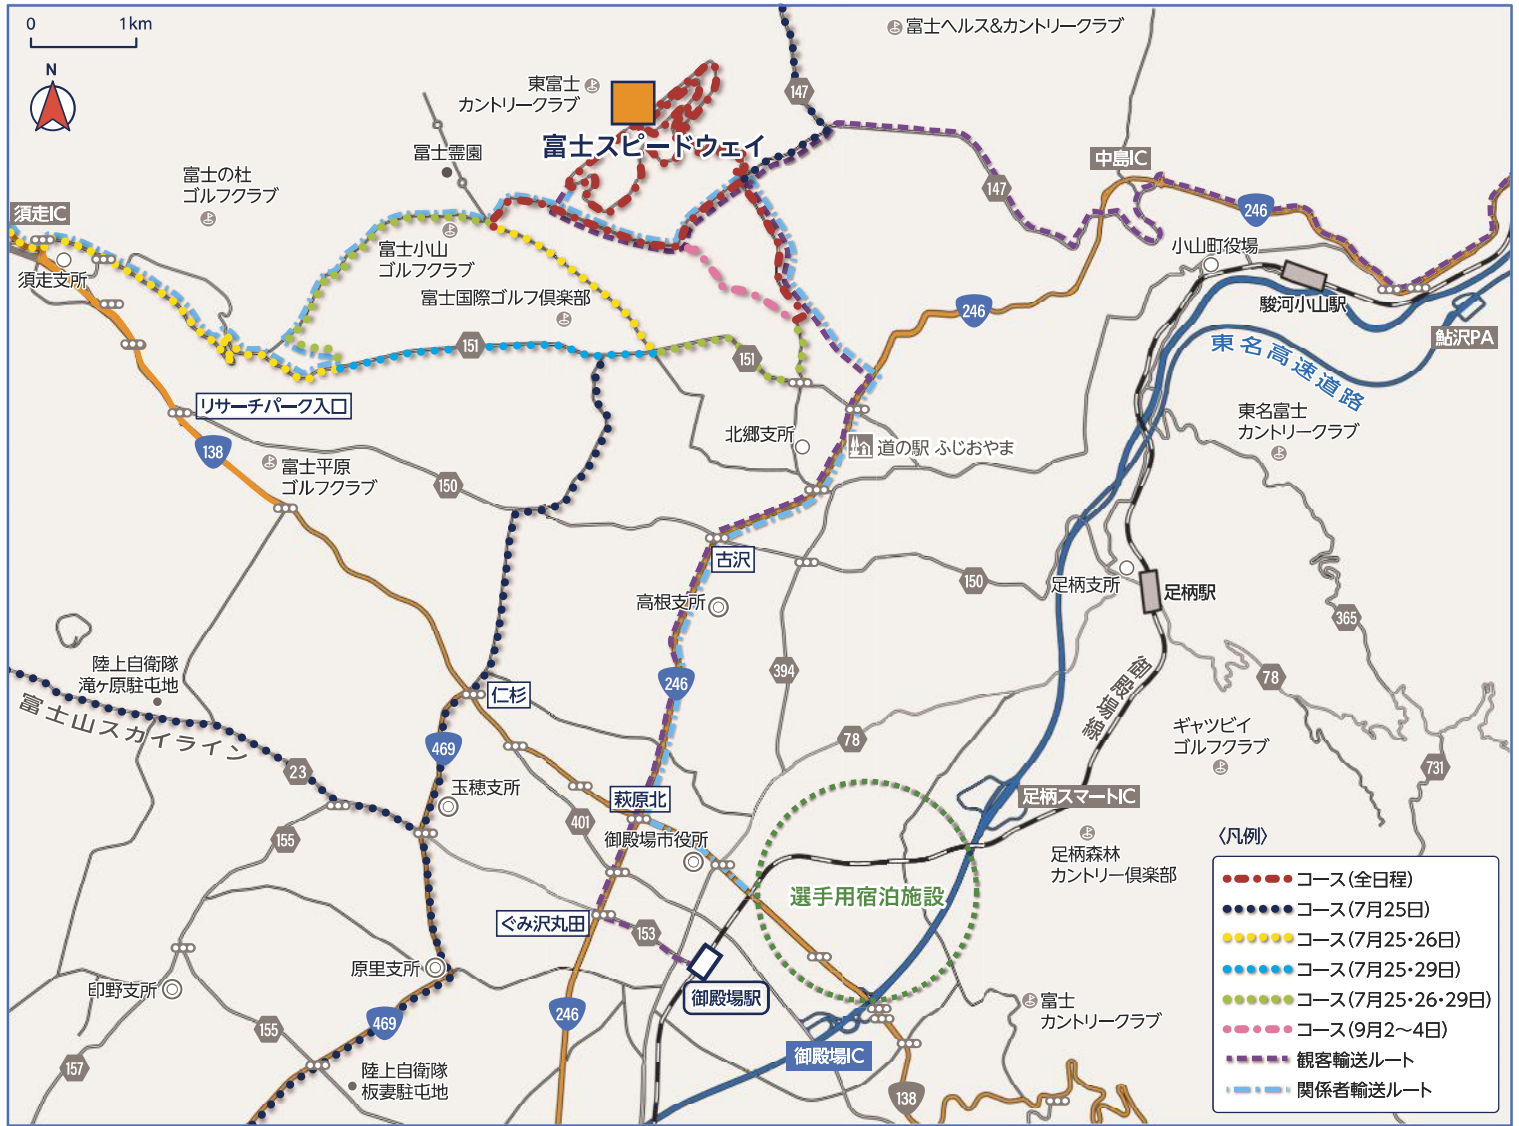 0 1km
N
富士ヘルス&カントリークラブ
東富士
カントリークラブ
147
富士スピードウェイ
冨士霊園
中島IC
富士の杜
ゴルフクラブ
147
246
須走IC
小山町役場
富士小山
ゴルフクラブ
須走支所
駿河小山駅
富士国際ゴルフ倶楽部
246
鮎沢PA
151
151
東名高速道路
リサーチパーク入口
東名富士
カントリークラブ
北郷支所
道の駅 ふじおやま
138
富士平原
ゴルフクラブ
150
古沢
150
足柄支所
足柄駅
高根支所
365
陸上自衛隊
滝ヶ原駐屯地
394
246
78
御殿場線
仁杉
富士山スカイライン
ギャツビイ
ゴルフクラブ
469
78
23
731
玉穂支所
萩原北
足柄スマートIC
401
155
御殿場市役所
〈凡例〉
足柄森林
カントリー倶楽部
選手用宿泊施設
コース(全日程)
コース(7月25日)
ぐみ沢丸田
153
コース(7月25・26日)
原里支所
コース(7月25・29日)
印野支所
御殿場駅
コース(7月25・26・29日)
富士
カントリークラブ
469
246
155
コース(9月2～4日)
御殿場IC
観客輸送ルート
157
陸上自衛隊
板妻駐屯地
関係者輸送ルート
138